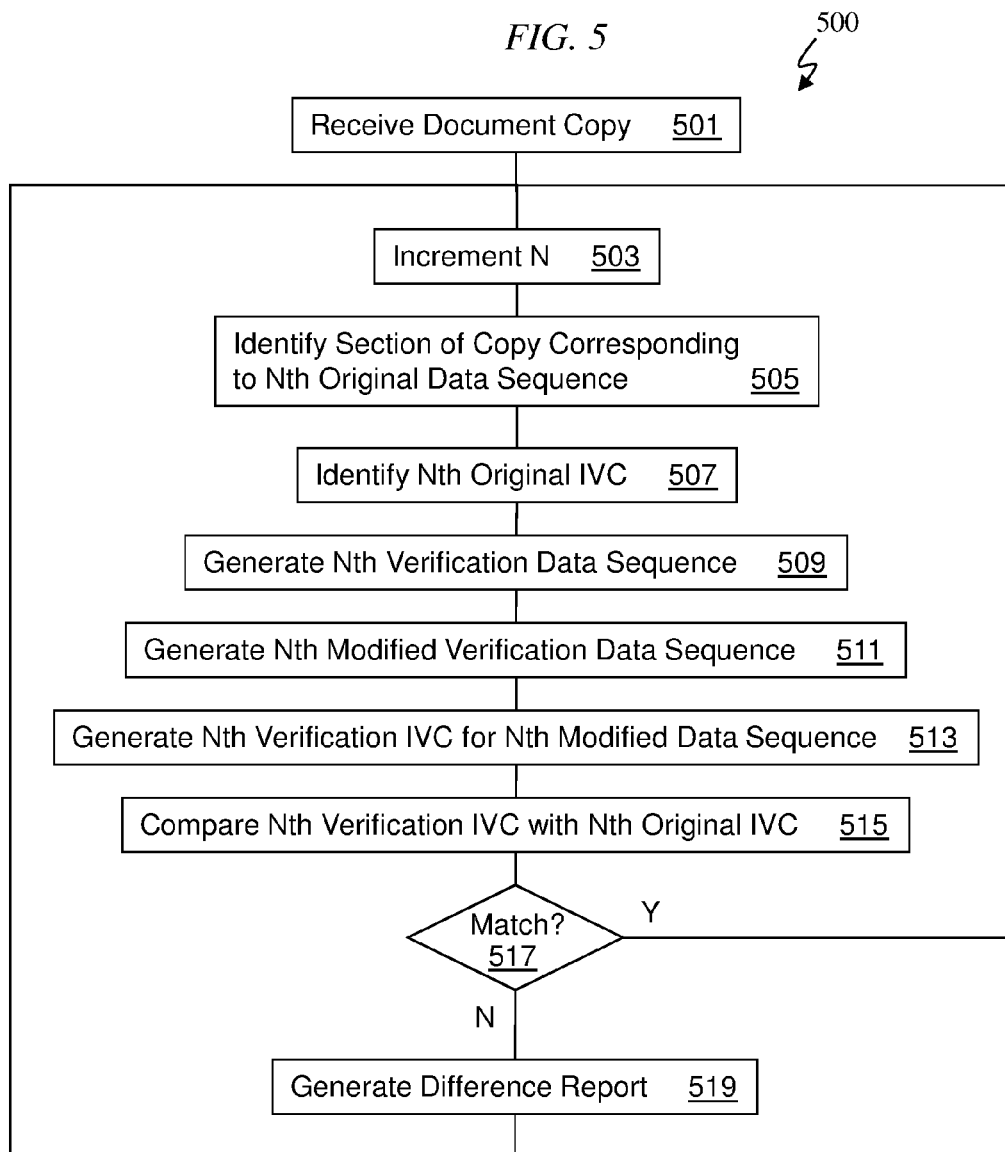 FIG. 5
500
Receive Document Copy 501
Increment N 503
Identify Section of Copy Corresponding
to Nth Original Data Sequence 505
Identify Nth Original IVC 507
Generate Nth Verification Data Sequence 509
Generate Nth Modified Verification Data Sequence 511
Generate Nth Verification IVC for Nth Modified Data Sequence 513
Compare Nth Verification IVC with Nth Original IVC 515
Match?
517
Y
N
Generate Difference Report 519